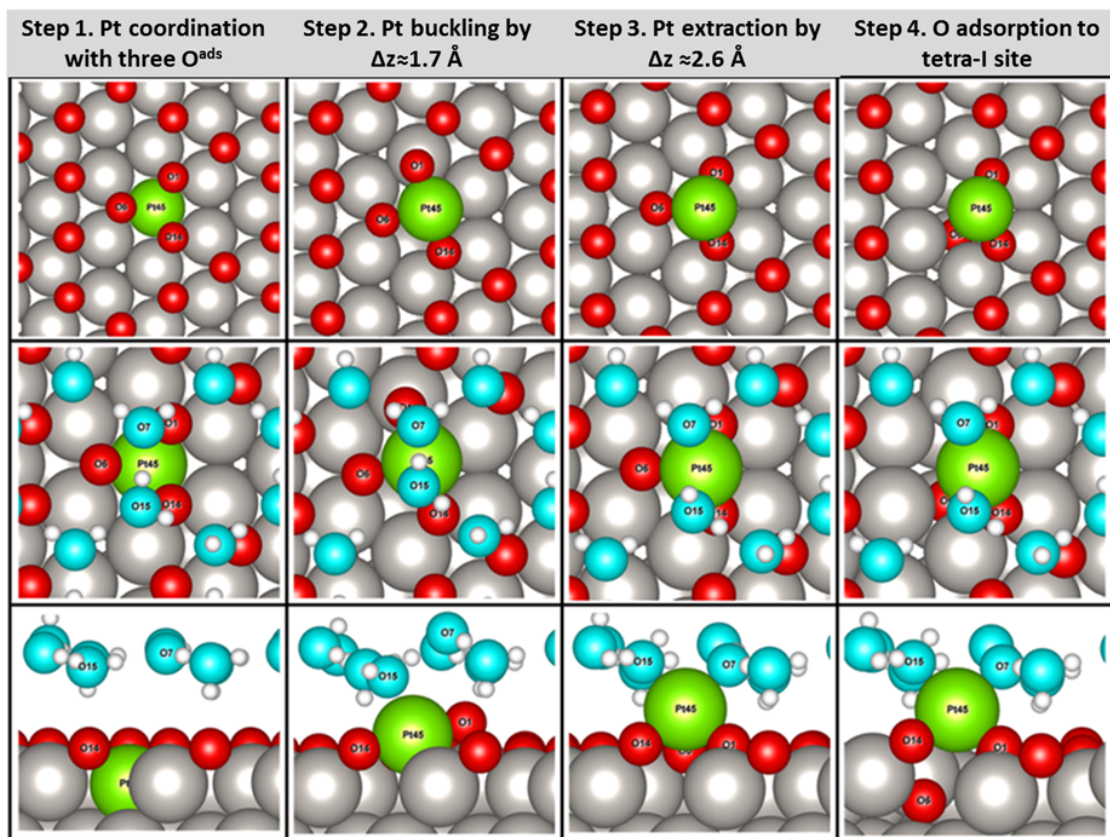 Step 1. Pt coordination
with three Oᵃᵈˢ
Step 2. Pt buckling by
Δz≈1.7 Å
Step 3. Pt extraction by
Δz ≈2.6 Å
Step 4. O adsorption to
tetra-I site
O1
O6
Pt45
O14
O1
O6
Pt45
O14
O1
O6
Pt45
O14
O1
Pt45
O14
O7
O1
O6
Pt45
O15
O14
O7
O6
O15
O14
O7
O1
O6
Pt45
O15
O7
O1
Pt45
O15
O14
O15
O7
O14
O7
O15
O1
Pt45
O14
O15
O7
Pt45
O14
O1
O15
O7
Pt45
O14
O1
O6